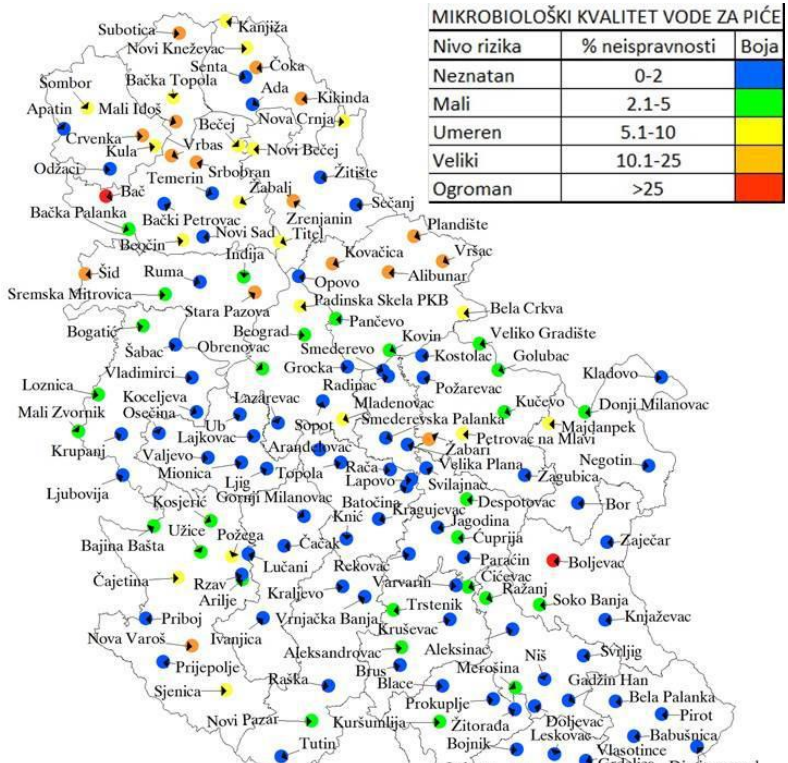 MIKROBIOLOŠKI KVALITET VODE ZA PIĆE
Nivo rizika % neispravnosti Boja
Neznatan 0-2
Mali 2.1-5
Umeren 5.1-10
Veliki 10.1-25
Ogroman >25
Subotica
Kanjiža
Novi Kneževac
Senta
Čoka
Sombor
Bačka Topola
Ada
Kikinda
Apatin
Mali Iđoš
Bečej
Nova Crnja
Crvenka
Vrbas
Kula
Novi Bečej
Odžaci
Srbobran
Temerin
Žabalj
Žitište
Bač
Sečanj
Bačka Palanka
Bački Petrovac
Zrenjanin
Beočin
Novi Sad
Titel
Plandište
Kovačica
Vršac
Inđija
Šid
Ruma
Opovo
Alibunar
Sremska Mitrovica
Stara Pazova
Padinska Skela PKB
Bela Crkva
Bogatić
Beograd
Pančevo
Kovin
Veliko Gradište
Šabac
Obrenovac
Smederevo
Kostolac
Golubac
Vladimirci
Grocka
Kladovo
Loznica
Koceljeva
Lazarevac
Radinac
Požarevac
Mali Zvornik
Osečina
Mladenovac
Kučevo
Donji Milanovac
Ub
Sopot
Smederevska Palanka
Majdanpek
Krupanj
Lajkovac
Aranđelovac
Petrovac na Mlavi
Žabari
Valjevo
Negotin
Mionica
Rača
Velika Plana
Ljig
Topola
Lapovo
Žagubica
Ljubovija
Svilajnac
Kosjerić
Gornji Milanovac
Batočina
Despotovac
Bor
Užice
Požega
Knić
Kragujevac
Jagodina
Bajina Bašta
Ćuprija
Zaječar
Čačak
Lučani
Rekovac
Paraćin
Boljevac
Čajetina
Rzav
Varvarin
Ćićevac
Arilje
Kraljevo
Ražanj
Trstenik
Soko Banja
Priboj
Vrnjačka Banja
Knjaževac
Ivanjica
Kruševac
Nova Varoš
Aleksandrovac
Aleksinac
Prijepolje
Brus
Merošina
Niš
Svrljig
Sjenica
Raška
Blace
Gadžin Han
Prokuplje
Bela Palanka
Novi Pazar
Kuršumlija
Žitorađa
Doljevac
Pirot
Leskovac
Babušnica
Tutin
Bojnik
Vlasotince